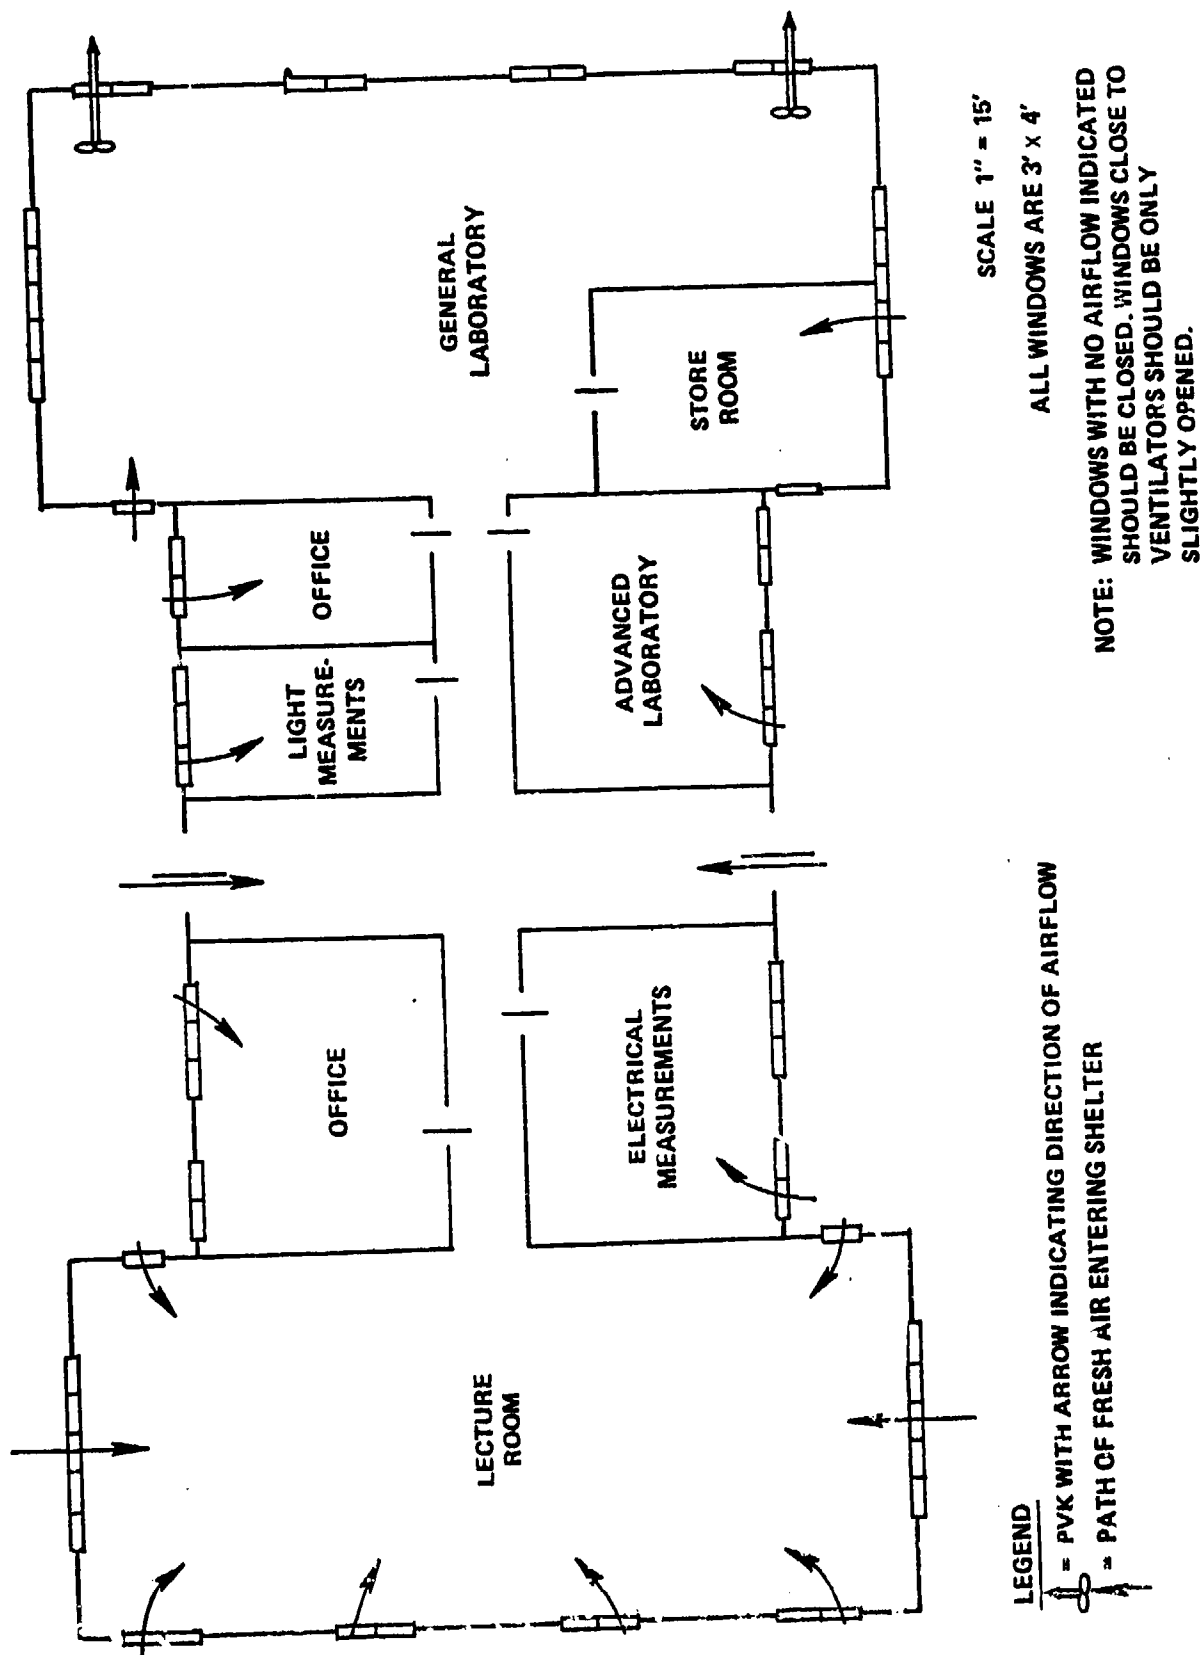 LECTURE
ROOM
OFFICE
ELECTRICAL
MEASUREMENTS
LIGHT
MEASURE-
MENTS
OFFICE
ADVANCED
LABORATORY
GENERAL
LABORATORY
STORE
ROOM
LEGEND
= PVK WITH ARROW INDICATING DIRECTION OF AIRFLOW
= PATH OF FRESH AIR ENTERING SHELTER
SCALE 1" = 15'
ALL WINDOWS ARE 3' x 4'
NOTE: WINDOWS WITH NO AIRFLOW INDICATED
SHOULD BE CLOSED. WINDOWS CLOSE TO
VENTILATORS SHOULD BE ONLY
SLIGHTLY OPENED.